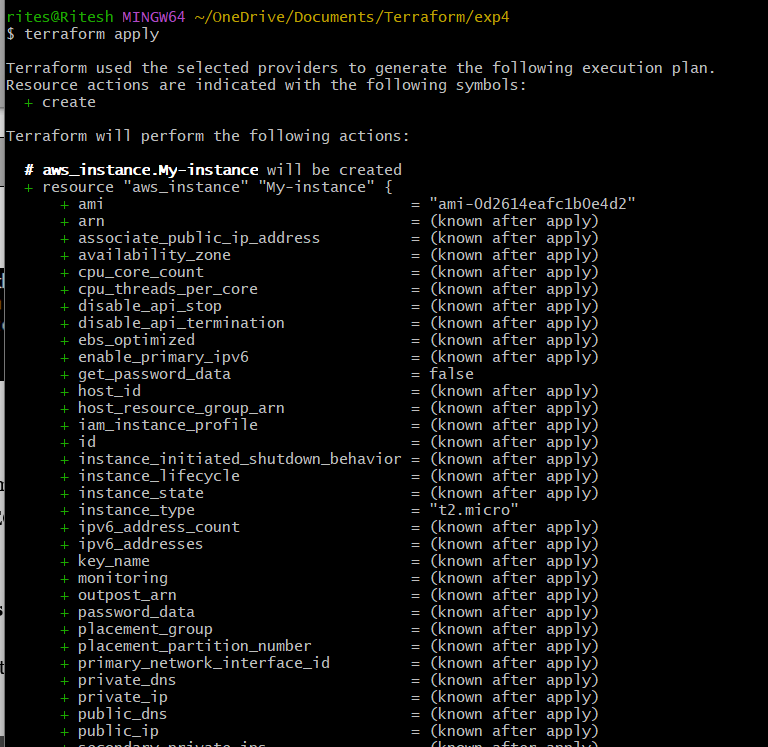 rites@Ritesh MINGW64 ~/OneDrive/Documents/Terraform/exp4
$ terraform apply
Terraform used the selected providers to generate the following execution plan.
Resource actions are indicated with the following symbols:
+ create
Terraform will perform the following actions:
# aws_instance.My-instance will be created
+ resource "aws_instance" "My-instance" {
+ ami = "ami-0d2614eafc1b0e4d2"
+ arn = (known after apply)
+ associate_public_ip_address = (known after apply)
+ availability_zone = (known after apply)
+ cpu_core_count = (known after apply)
+ cpu_threads_per_core = (known after apply)
+ disable_api_stop = (known after apply)
+ disable_api_termination = (known after apply)
+ ebs_optimized = (known after apply)
+ enable_primary_ipv6 = (known after apply)
+ get_password_data = false
+ host_id = (known after apply)
+ host_resource_group_arn = (known after apply)
+ iam_instance_profile = (known after apply)
+ id = (known after apply)
+ instance_initiated_shutdown_behavior = (known after apply)
+ instance_lifecycle = (known after apply)
+ instance_state = (known after apply)
+ instance_type = "t2.micro"
+ ipv6_address_count = (known after apply)
+ ipv6_addresses = (known after apply)
+ key_name = (known after apply)
+ monitoring = (known after apply)
+ outpost_arn = (known after apply)
+ password_data = (known after apply)
+ placement_group = (known after apply)
+ placement_partition_number = (known after apply)
+ primary_network_interface_id = (known after apply)
+ private_dns = (known after apply)
+ private_ip = (known after apply)
+ public_dns = (known after apply)
+ public_ip = (known after apply)
+ secondary_private_ips = (known after apply)